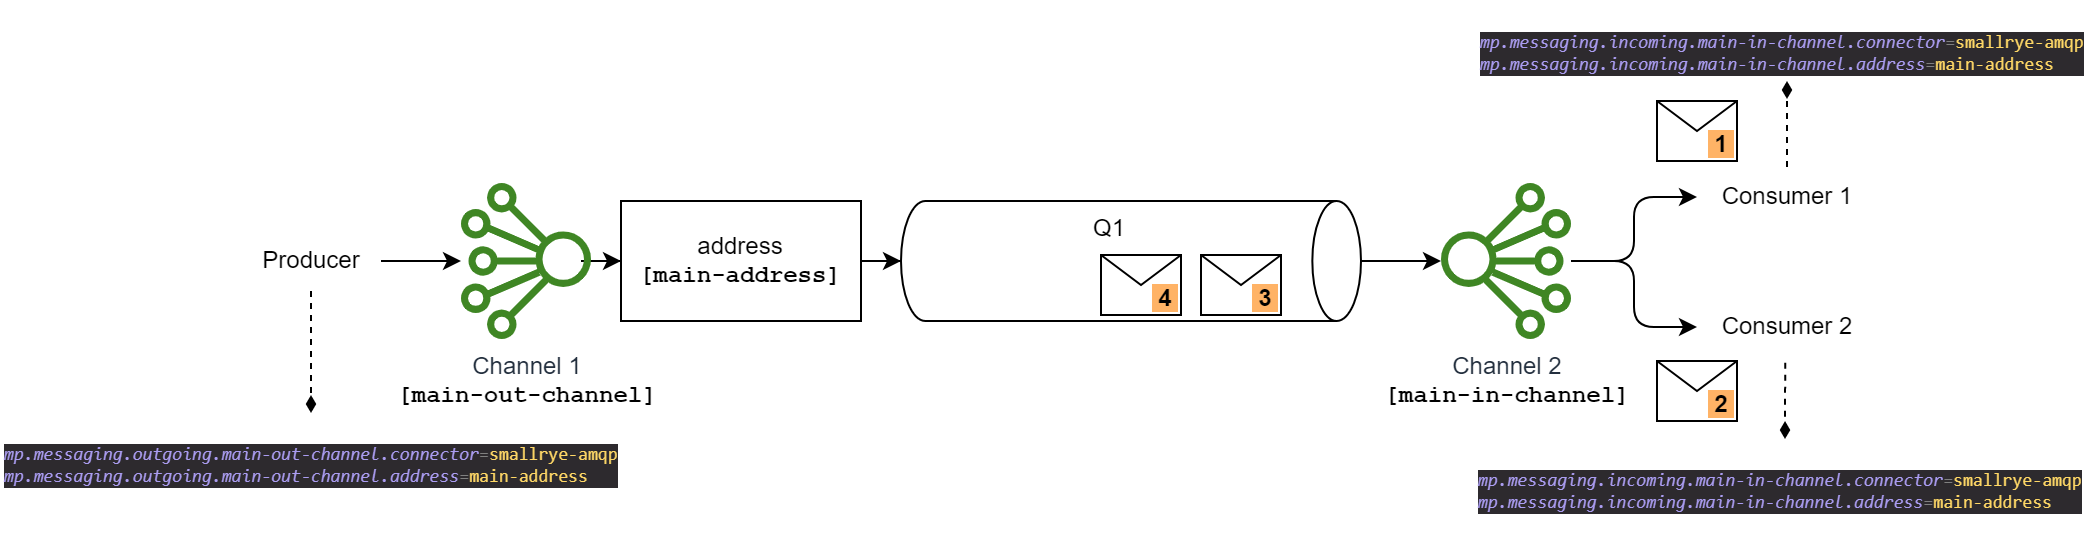 mp.messaging.incoming.main-in-channel.connector=smallrye-amqp
mp.messaging.incoming.main-in-channel.address=main-address
1
Consumer 1
Producer
address
[main-address]
Q1
4
3
Channel 1
[main-out-channel]
Channel 2
[main-in-channel]
Consumer 2
2
mp.messaging.outgoing.main-out-channel.connector=smallrye-amqp
mp.messaging.outgoing.main-out-channel.address=main-address
mp.messaging.incoming.main-in-channel.connector=smallrye-amqp
mp.messaging.incoming.main-in-channel.address=main-address